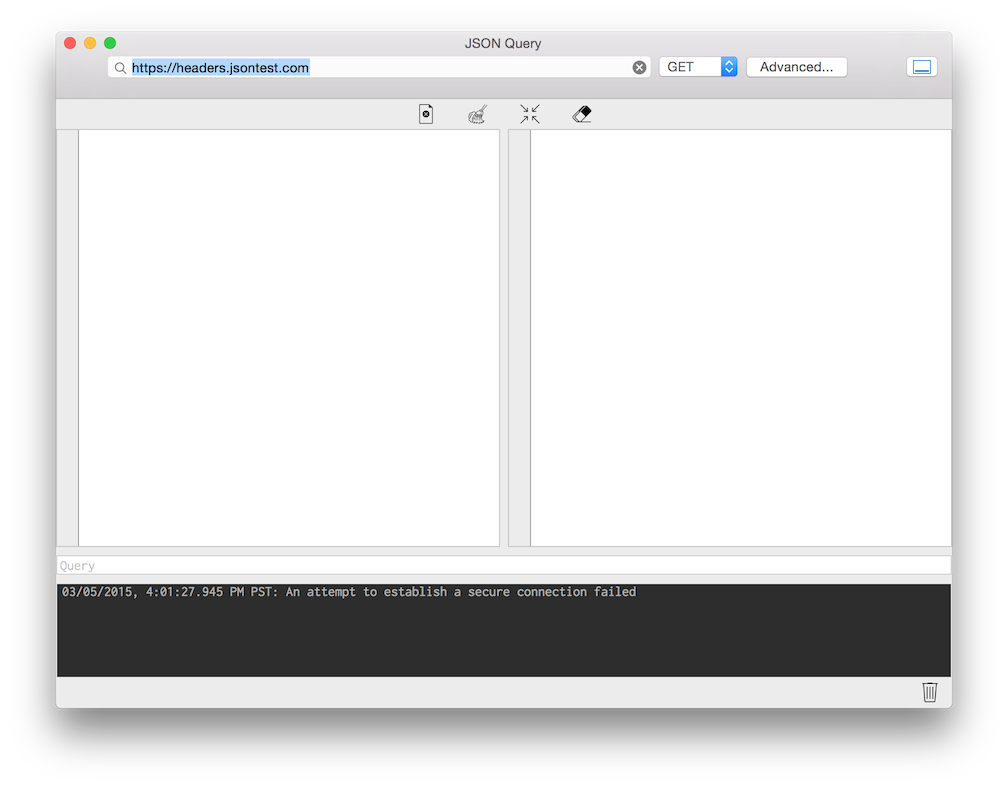 JSON Query
https://headers.jsontest.com
GET
Advanced...
Query
03/05/2015, 4:01:27.945 PM PST: An attempt to establish a secure connection failed